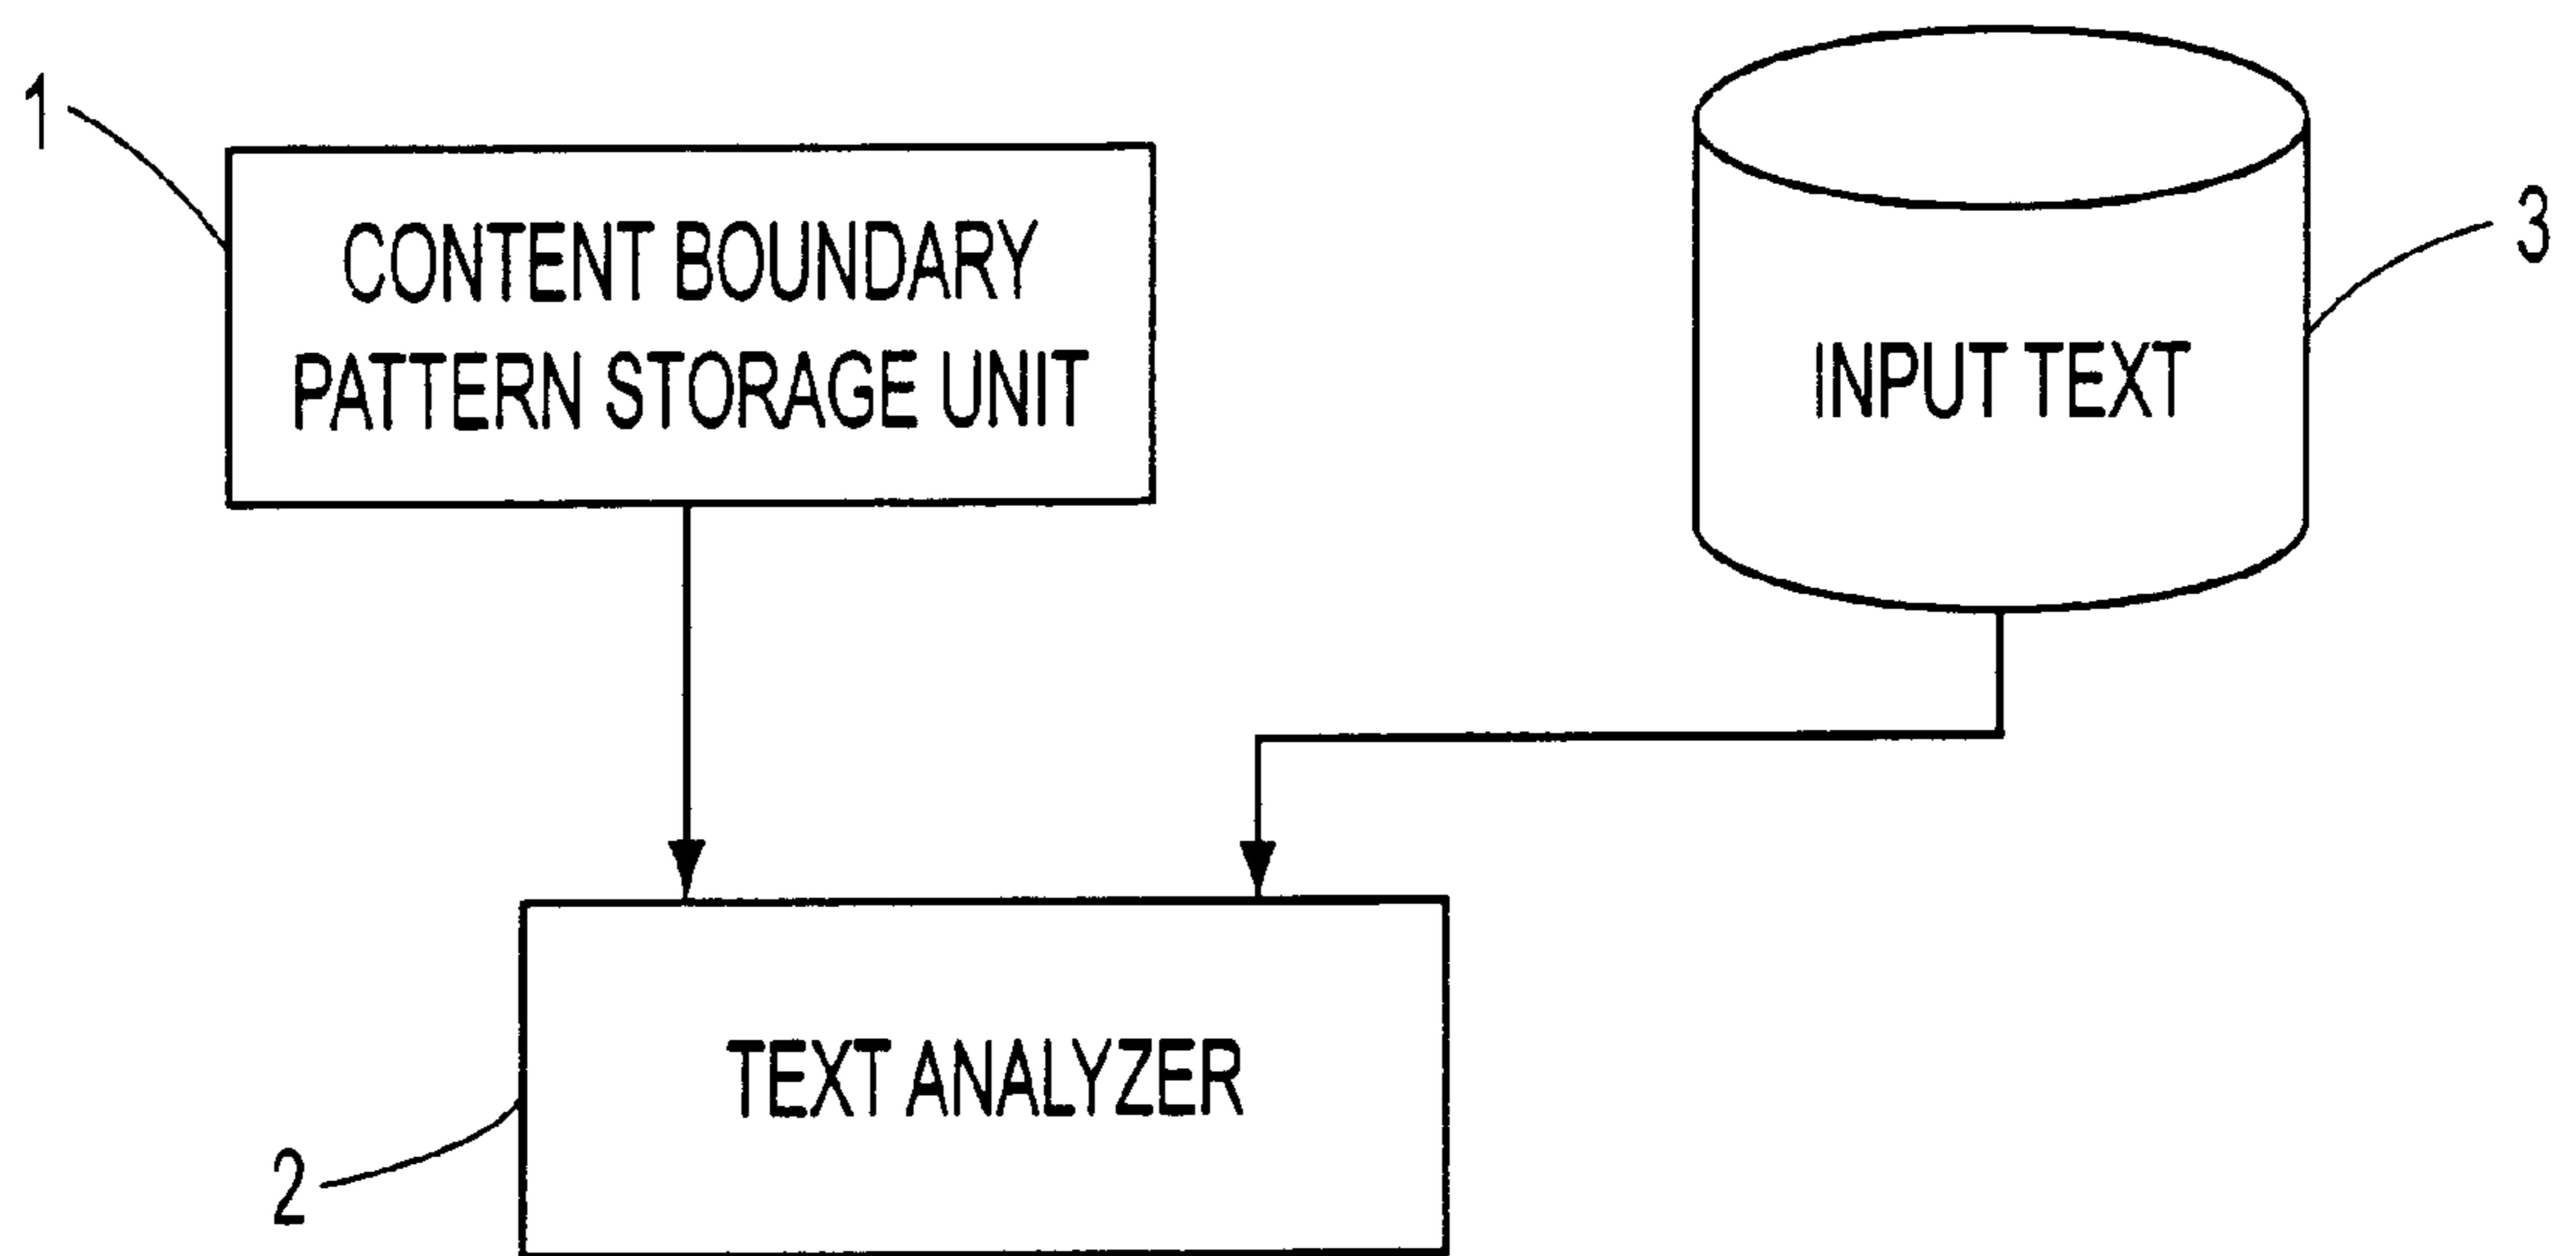 1
CONTENT BOUNDARY
PATTERN STORAGE UNIT
INPUT TEXT
3
TEXT ANALYZER
2